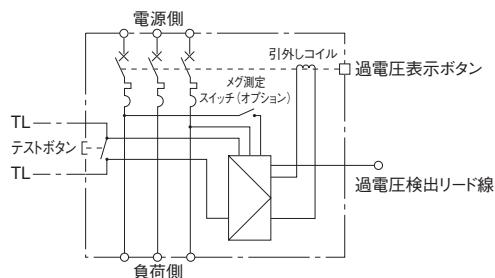 電源側
引外しコイル
過電圧表示ボタン
メグ測定
スイッチ(オプション)
TL
テストボタン
TL
過電圧検出リード線
負荷側